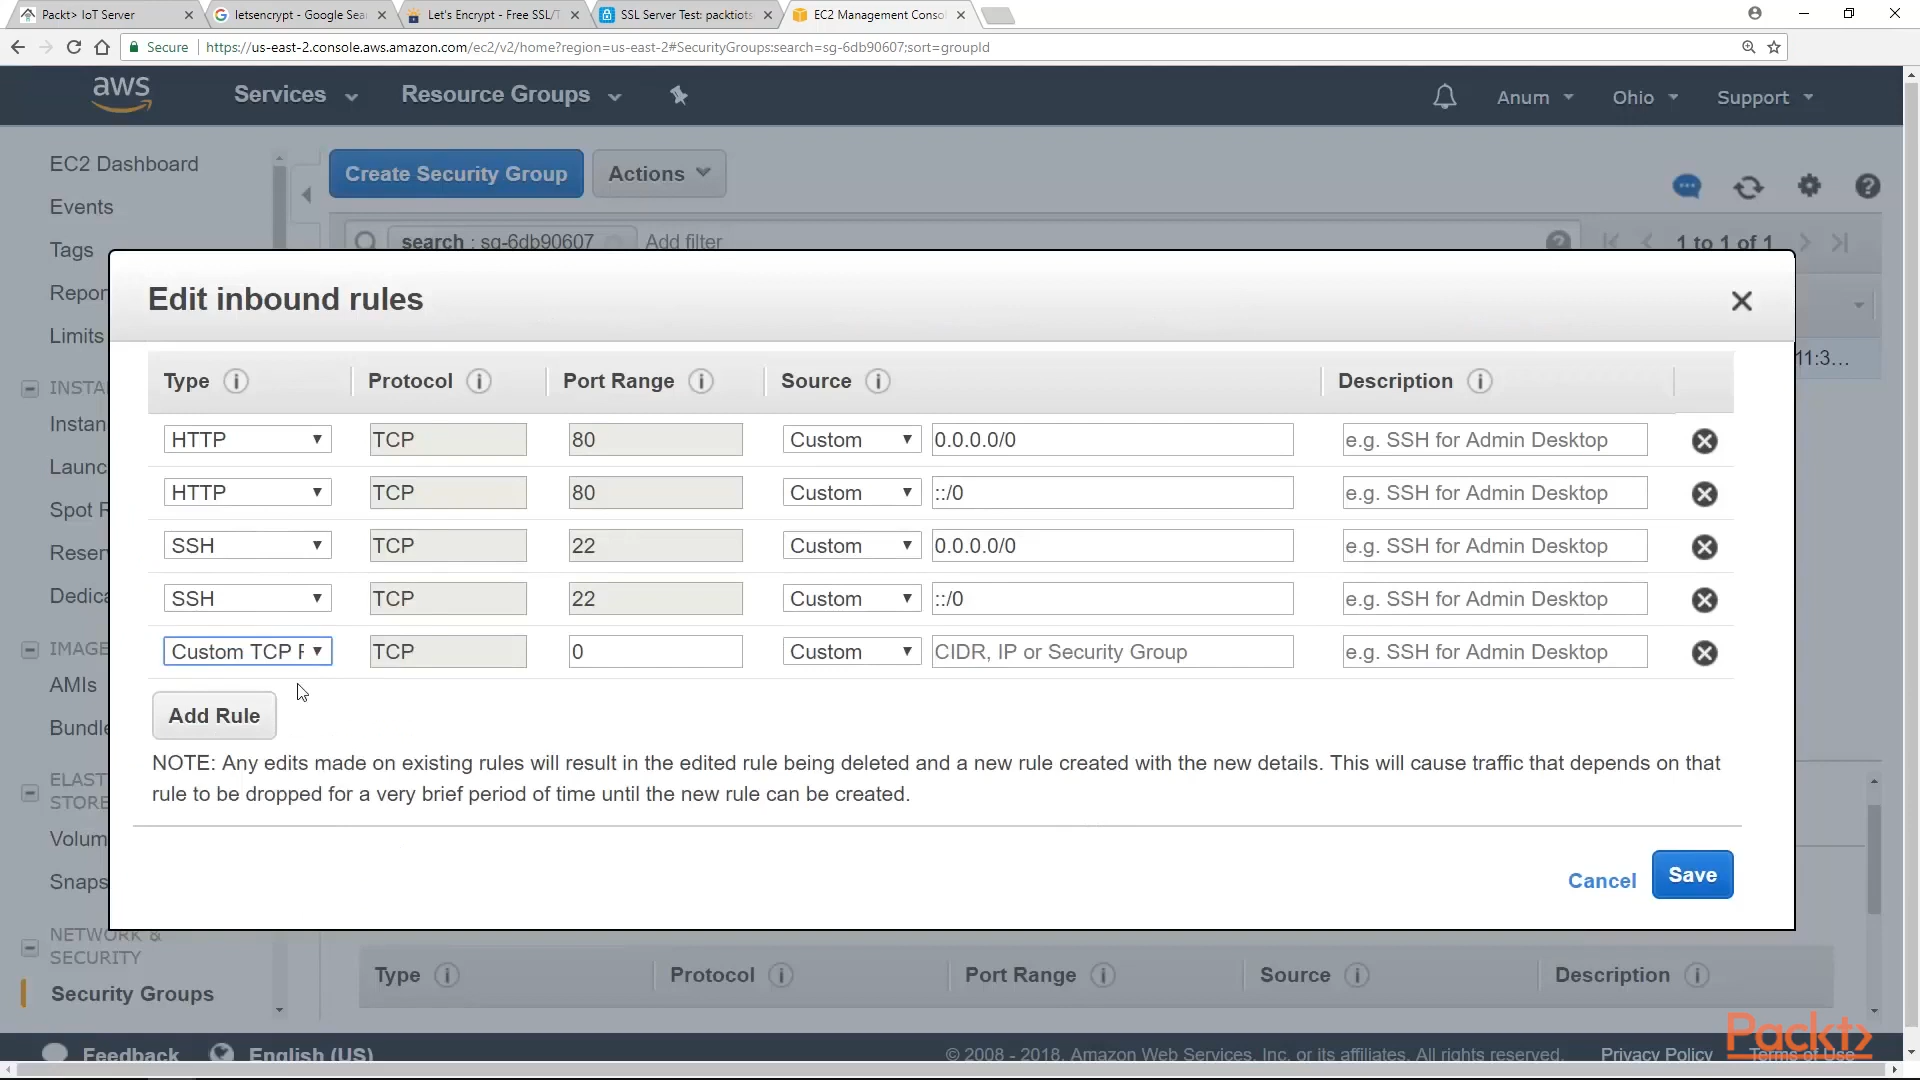 Packt> IoT Server
letsencrypt - Google Sea
Let's Encrypt - Free SSL/T
SSL Server Test: packtiots
EC2 Management Conso
Secure
https://us-east-2.console.aws.amazon.com/ec2/v2/home?region=us-east-2#SecurityGroups:search=sg-6db90607;sort=groupId
aws
Services
Resource Groups
Anum
Ohio
Support
EC2 Dashboard
Events
Tags
Repor
Limits
INSTA
Instan
Launc
Spot R
Reser
Dedica
IMAGE
AMIs
Bundle
ELAST
STORE
Volum
Snaps
NETWORK &
SECURITY
Security Groups
Create Security Group
Actions
search : sg-6db90607
Add filter
1 to 1 of 1
11:3...
Edit inbound rules
Type Protocol Port Range Source Description
HTTP TCP 80 Custom 0.0.0.0/0 e.g. SSH for Admin Desktop
HTTP TCP 80 Custom ::/0 e.g. SSH for Admin Desktop
SSH TCP 22 Custom 0.0.0.0/0 e.g. SSH for Admin Desktop
SSH TCP 22 Custom ::/0 e.g. SSH for Admin Desktop
Custom TCP F TCP 0 Custom CIDR, IP or Security Group e.g. SSH for Admin Desktop
Add Rule
NOTE: Any edits made on existing rules will result in the edited rule being deleted and a new rule created with the new details. This will cause traffic that depends on that
rule to be dropped for a very brief period of time until the new rule can be created.
Cancel
Save
Type Protocol Port Range Source Description
Feedback
English (US)
© 2008 - 2018, Amazon Web Services, Inc. or its affiliates. All rights reserved.
Privacy Policy
Terms of Use
Packt>